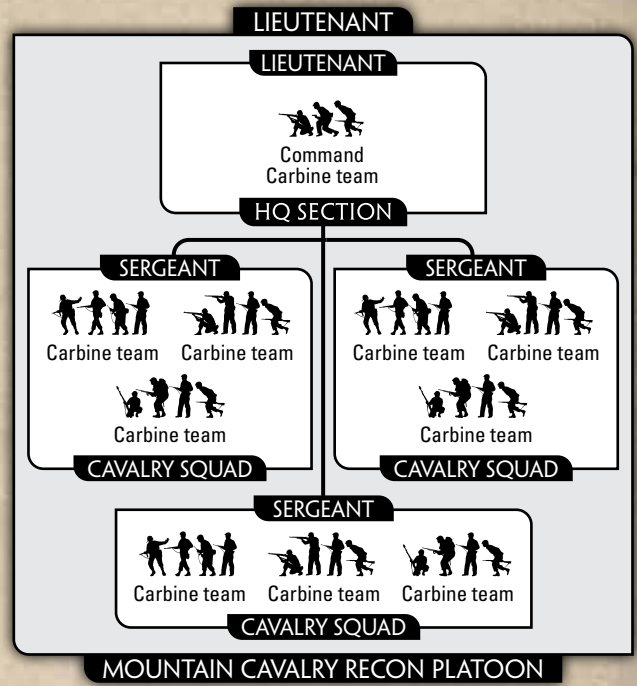 LIEUTENANT
LIEUTENANT
Command
Carbine team
HQ SECTION
SERGEANT
Carbine team Carbine team
Carbine team
CAVALRY SQUAD
SERGEANT
Carbine team Carbine team
Carbine team
CAVALRY SQUAD
SERGEANT
Carbine team Carbine team Carbine team
CAVALRY SQUAD
MOUNTAIN CAVALRY RECON PLATOON